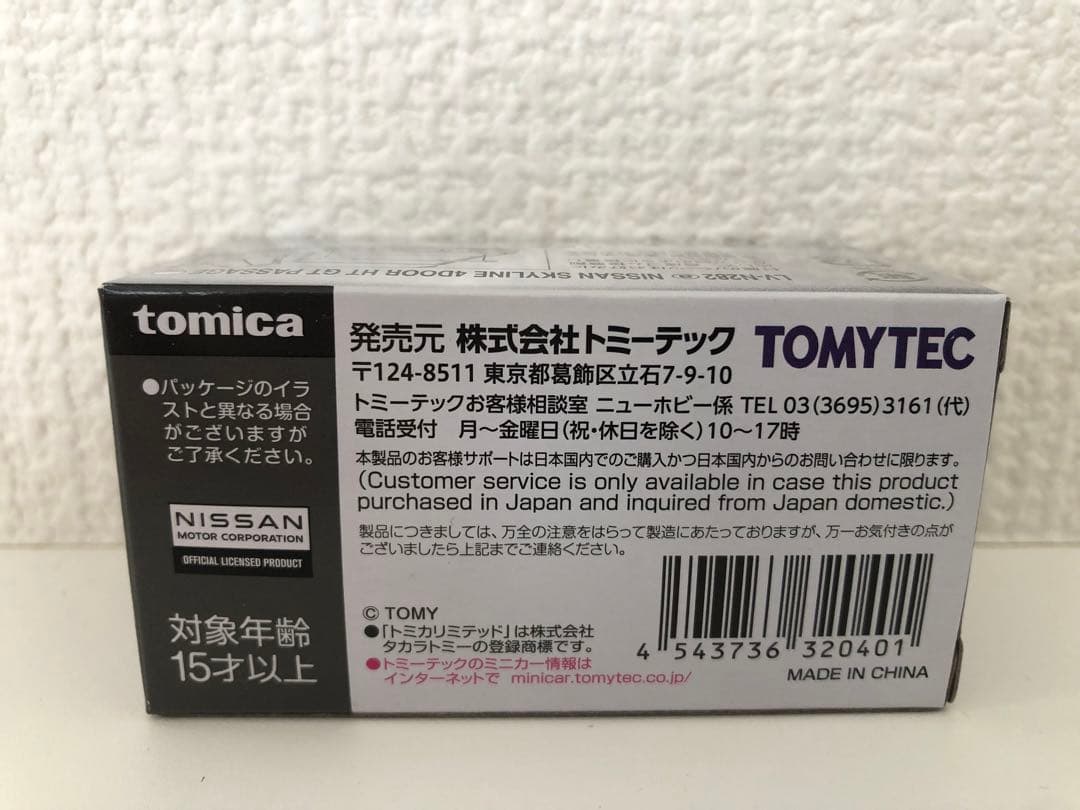 LV-N282 a NISSAN SKYLINE 4DOOR HT GT PASSAGE
tomica
●パッケージのイラ
ストと異なる場合
がございますが
ご了承ください。
NISSAN
MOTOR CORPORATION
OFFICIAL LICENSED PRODUCT
対象年齢
15才以上
発売元 株式会社トミーテック TOMYTEC
〒124-8511 東京都葛飾区立石7-9-10
トミーテックお客様相談室 ニューホビー係 TEL 03(3695)3161(代)
電話受付 月～金曜日(祝・休日を除く)10～17時
本製品のお客様サポートは日本国内でのご購入かつ日本国内からのお問い合わせに限ります。
(Customer service is only available in case this product
purchased in Japan and inquired from Japan domestic.)
製品につきましては、万全の注意をはらって製造にあたっておりますが、万一お気付きの点が
ございましたら上記までご連絡ください。
© TOMY
●「トミカリミテッド」は株式会社
タカラトミーの登録商標です。
●トミーテックのミニカー情報は
インターネットで minicar.tomytec.co.jp/
4 543736 320401
MADE IN CHINA